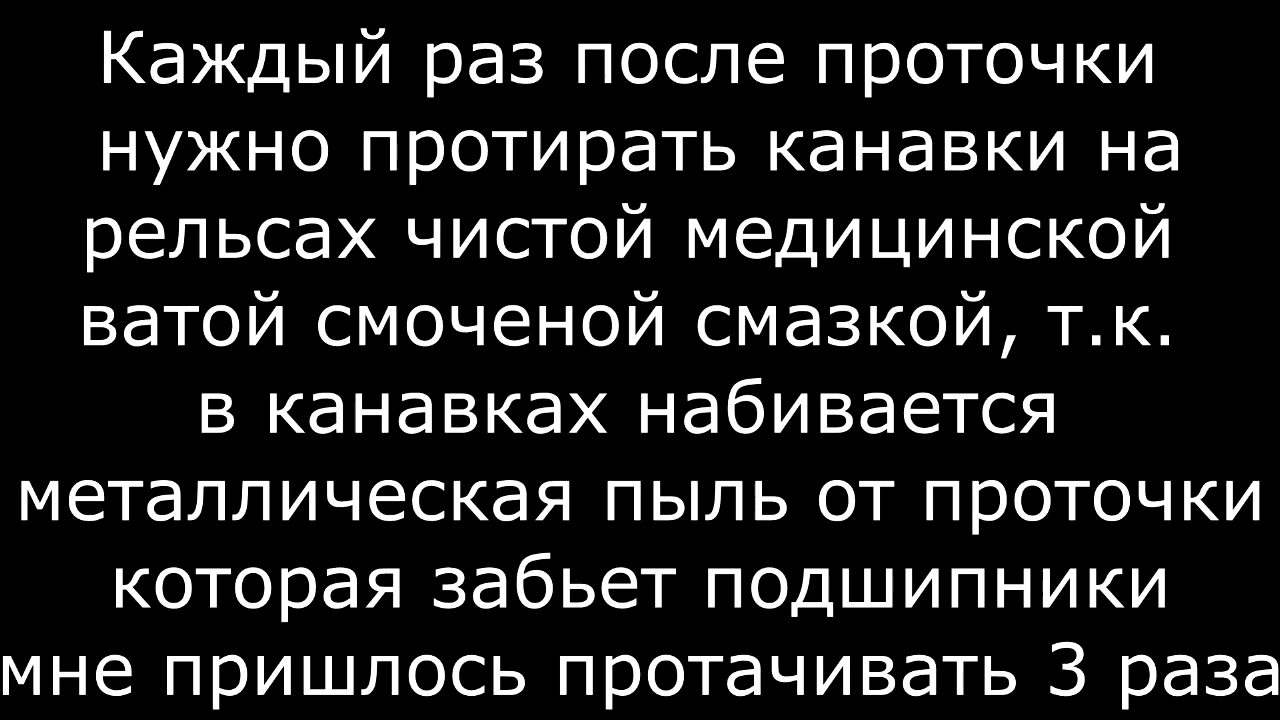 Каждый раз после проточки
нужно протирать канавки на
рельсах чистой медицинской
ватой смоченой смазкой, т.к.
в канавках набивается
металлическая пыль от проточки
которая забьет подшипники
мне пришлось протачивать 3 раза